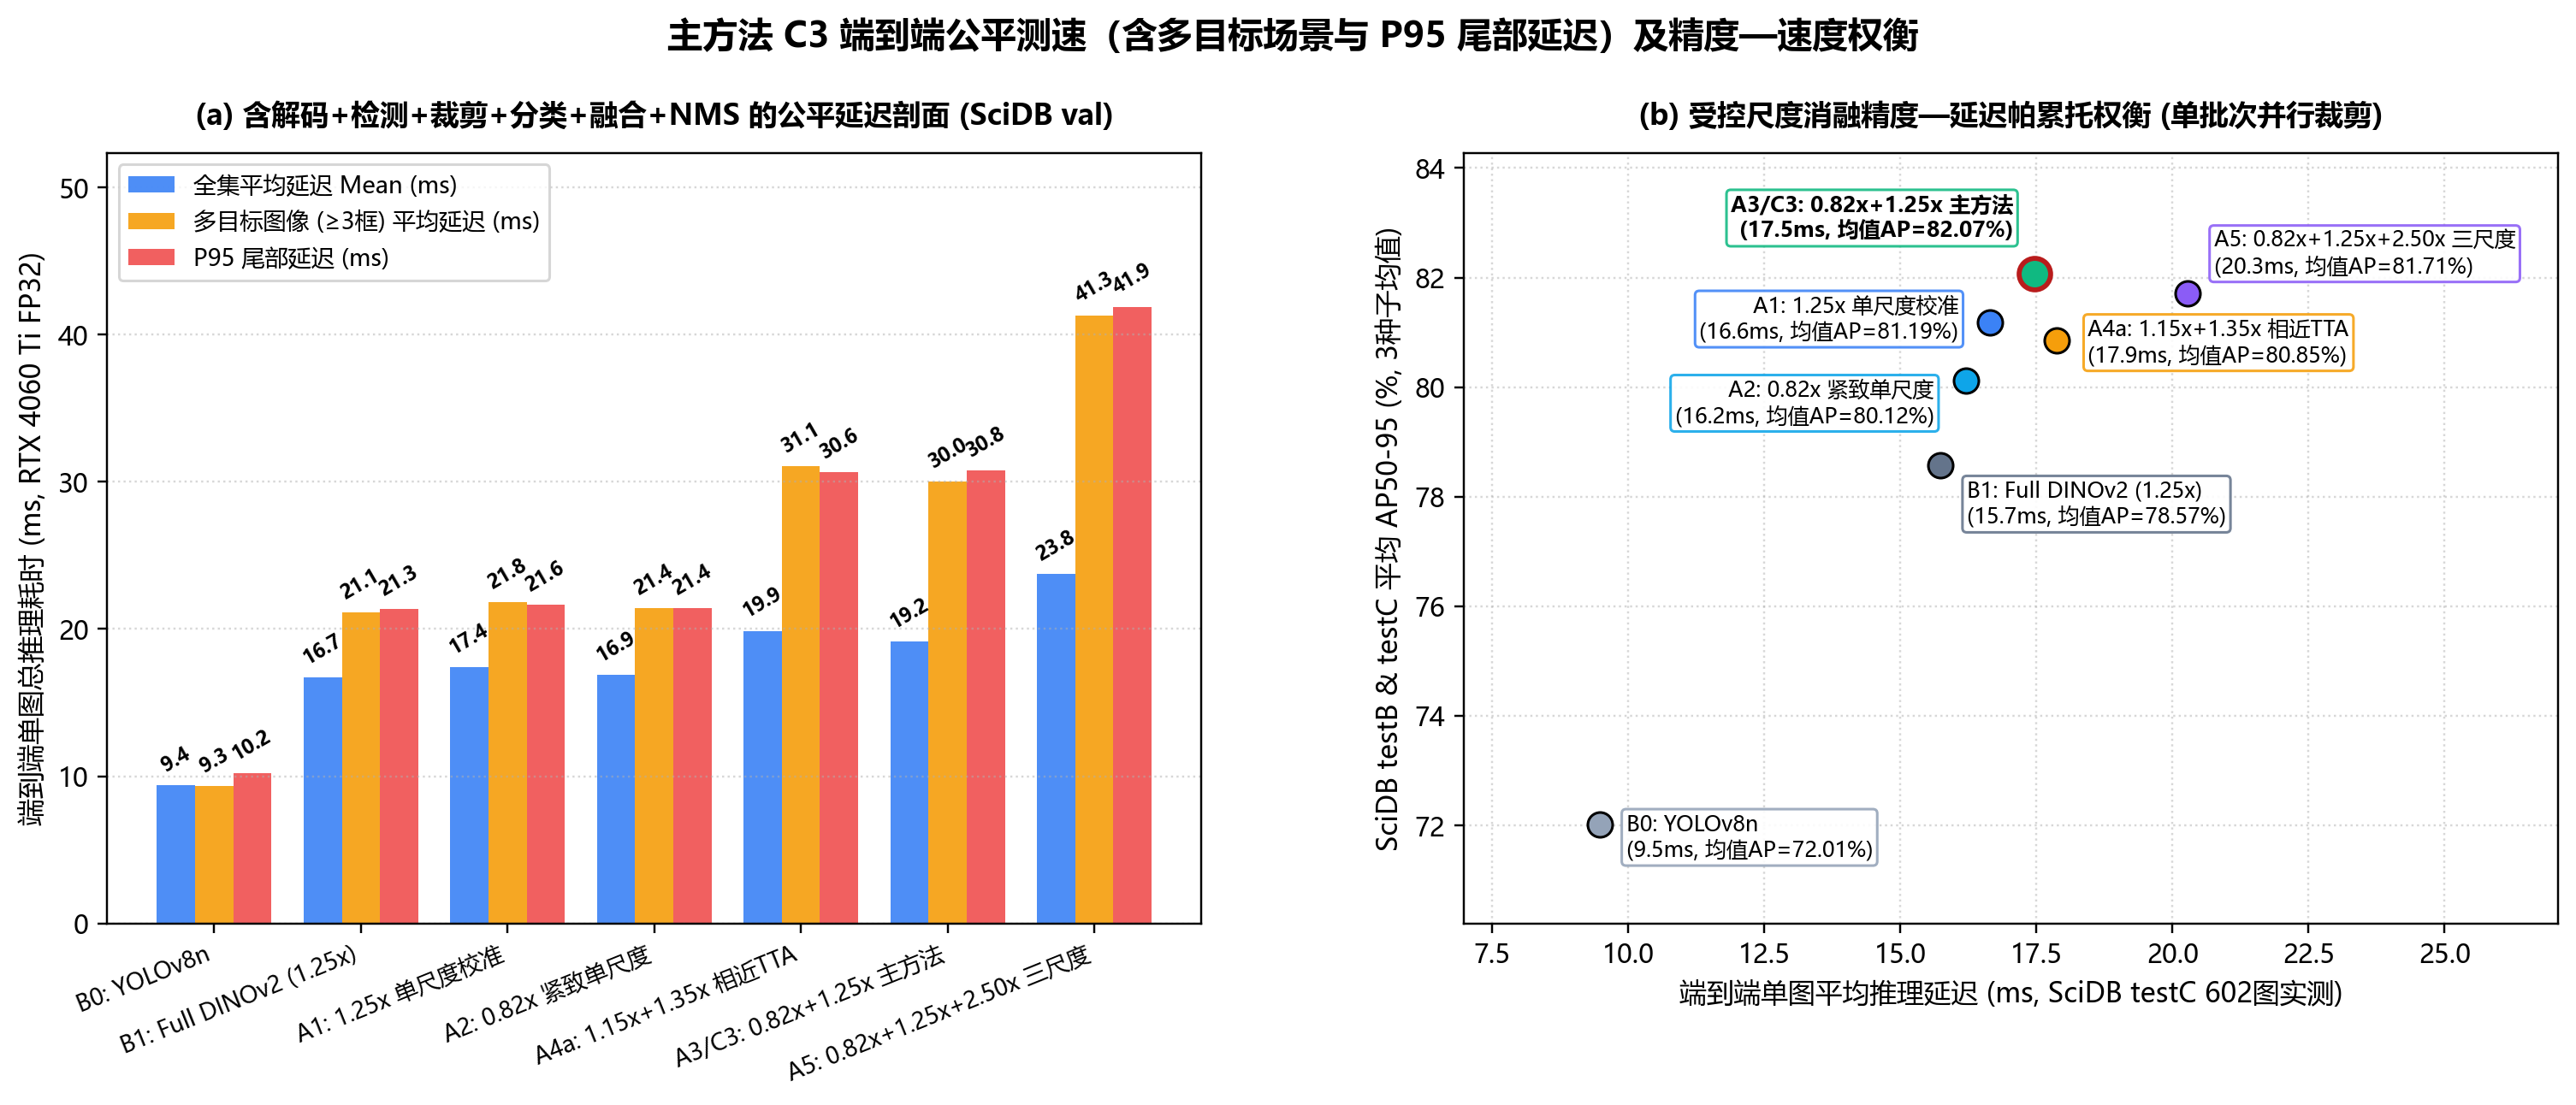 主方法 C3 端到端公平测速（含多目标场景与 P95 尾部延迟）及精度—速度权衡
(a) 含解码+检测+裁剪+分类+融合+NMS 的公平延迟剖面 (SciDB val)
端到端单图总推理耗时 (ms, RTX 4060 Ti FP32)
50
40
30
20
10
0
全集平均延迟 Mean (ms)
多目标图像 (≥3框) 平均延迟 (ms)
P95 尾部延迟 (ms)
9.4
9.3
10.2
16.7
21.1
21.3
17.4
21.8
21.6
16.9
21.4
21.4
19.9
31.1
30.6
19.2
30.0
30.8
23.8
41.3
41.9
B0: YOLOv8n
B1: Full DINOv2 (1.25x)
A1: 1.25x 单尺度校准
A2: 0.82x 紧致单尺度
A4a: 1.15x+1.35x 相近TTA
A3/C3: 0.82x+1.25x 主方法
A5: 0.82x+1.25x+2.50x 三尺度
(b) 受控尺度消融精度—延迟帕累托权衡 (单批次并行裁剪)
SciDB testB & testC 平均 AP50-95 (%, 3种子均值)
84
82
80
78
76
74
72
A3/C3: 0.82x+1.25x 主方法
(17.5ms, 均值AP=82.07%)
A5: 0.82x+1.25x+2.50x 三尺度
(20.3ms, 均值AP=81.71%)
A1: 1.25x 单尺度校准
(16.6ms, 均值AP=81.19%)
A4a: 1.15x+1.35x 相近TTA
(17.9ms, 均值AP=80.85%)
A2: 0.82x 紧致单尺度
(16.2ms, 均值AP=80.12%)
B1: Full DINOv2 (1.25x)
(15.7ms, 均值AP=78.57%)
B0: YOLOv8n
(9.5ms, 均值AP=72.01%)
7.5
10.0
12.5
15.0
17.5
20.0
22.5
25.0
端到端单图平均推理延迟 (ms, SciDB testC 602图实测)